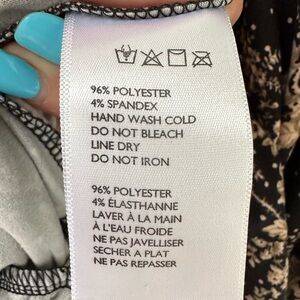 96% POLYESTER
4% SPANDEX
HAND WASH COLD
DO NOT BLEACH
LINE DRY
DO NOT IRON
96% POLYESTER
4% ÉLASTHANNE
LAVER À LA MAIN
À L'EAU FROIDE
NE PAS JAVELLISER
SECHER A PLAT
NE PAS REPASSER